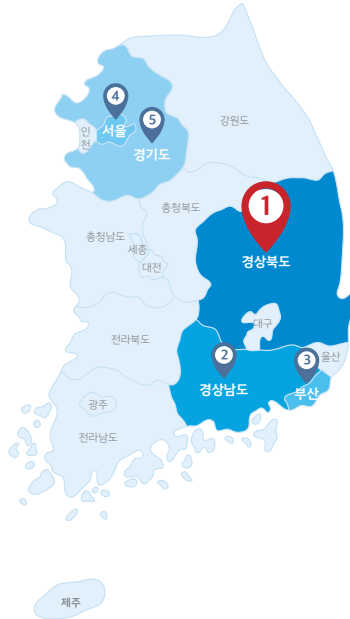 4
서울
인
천
5
경기도
강원도
1
경상북도
충청북도
충청남도
세종
대전
대구
전라북도
2
경상남도
3
울산
부산
광주
전라남도
제주